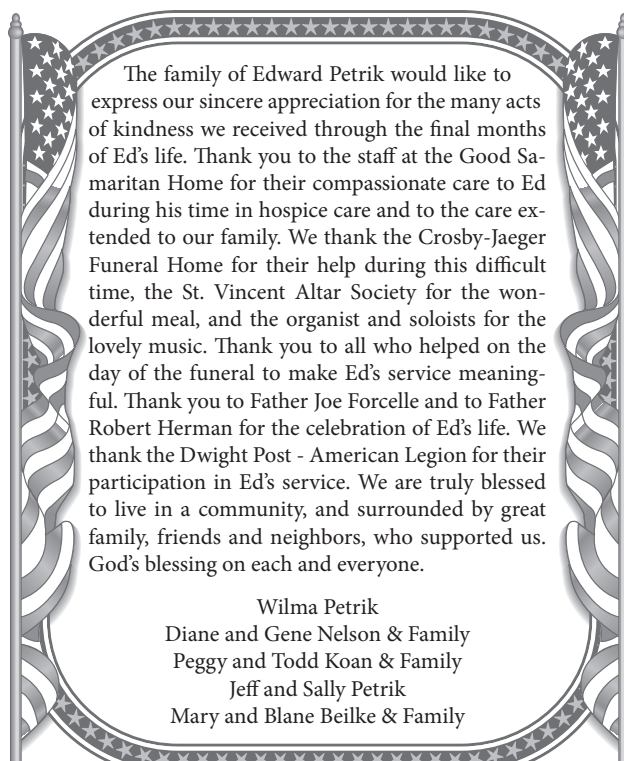 The family of Edward Petrik would like to
express our sincere appreciation for the many acts
of kindness we received through the final months
of Ed's life. Thank you to the staff at the Good Sa-
maritan Home for their compassionate care to Ed
during his time in hospice care and to the care ex-
tended to our family. We thank the Crosby-Jaeger
Funeral Home for their help during this difficult
time, the St. Vincent Altar Society for the won-
derful meal, and the organist and soloists for the
lovely music. Thank you to all who helped on the
day of the funeral to make Ed's service meaning-
ful. Thank you to Father Joe Forcelle and to Father
Robert Herman for the celebration of Ed's life. We
thank the Dwight Post - American Legion for their
participation in Ed's service. We are truly blessed
to live in a community, and surrounded by great
family, friends and neighbors, who supported us.
God's blessing on each and everyone.
Wilma Petrik
Diane and Gene Nelson & Family
Peggy and Todd Koan & Family
Jeff and Sally Petrik
Mary and Blane Beilke & Family